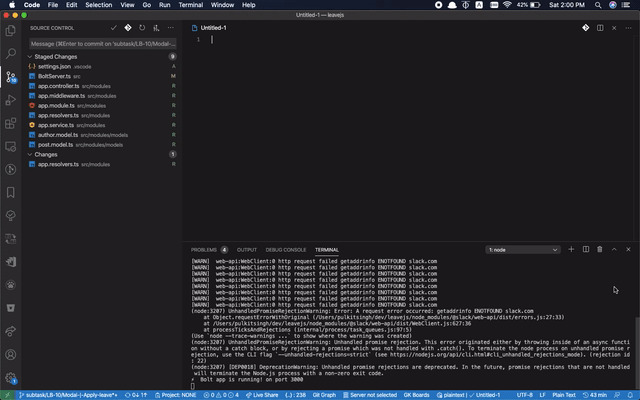 Code File Edit Selection View Go Run Terminal Window Help 42% Sat 2:00 PM
Untitled-1 — leavejs
SOURCE CONTROL
Untitled-1
Message (⌘Enter to commit on 'subtask/LB-10/Modal-...
1
Staged Changes 9
settings.json .vscode A
BoltServer.ts src M
app.controller.ts src/modules R
app.middleware.ts src/modules R
app.module.ts src/modules R
app.resolvers.ts src/modules R
app.service.ts src/modules R
author.model.ts src/modules/models R
post.model.ts src/modules/models R
Changes 1
app.resolvers.ts src/modules
PROBLEMS 4 OUTPUT DEBUG CONSOLE TERMINAL 1: node
[WARN] web-api:WebClient:0 http request failed getaddrinfo ENOTFOUND slack.com
[WARN] web-api:WebClient:0 http request failed getaddrinfo ENOTFOUND slack.com
[WARN] web-api:WebClient:0 http request failed getaddrinfo ENOTFOUND slack.com
[WARN] web-api:WebClient:0 http request failed getaddrinfo ENOTFOUND slack.com
[WARN] web-api:WebClient:0 http request failed getaddrinfo ENOTFOUND slack.com
[WARN] web-api:WebClient:0 http request failed getaddrinfo ENOTFOUND slack.com
[WARN] web-api:WebClient:0 http request failed getaddrinfo ENOTFOUND slack.com
[WARN] web-api:WebClient:0 http request failed getaddrinfo ENOTFOUND slack.com
(node:3207) UnhandledPromiseRejectionWarning: Error: A request error occurred: getaddrinfo ENOTFOUND slack.com
at Object.requestErrorWithOriginal (/Users/pulkitsingh/dev/leavejs/node_modules/@slack/web-api/dist/errors.js:27:33)
at /Users/pulkitsingh/dev/leavejs/node_modules/@slack/web-api/dist/WebClient.js:627:36
at processTicksAndRejections (internal/process/task_queues.js:97:5)
(Use `node --trace-warnings ...` to show where the warning was created)
(node:3207) UnhandledPromiseRejectionWarning: Unhandled promise rejection. This error originated either by throwing inside of an async functi
on without a catch block, or by rejecting a promise which was not handled with .catch(). To terminate the node process on unhandled promise r
ejection, use the CLI flag `--unhandled-rejections=strict` (see https://nodejs.org/api/cli.html#cli_unhandled_rejections_mode). (rejection id
: 22)
(node:3207) [DEP0018] DeprecationWarning: Unhandled promise rejections are deprecated. In the future, promise rejections that are not handled
will terminate the Node.js process with a non-zero exit code.
Bolt app is running! on port 3000
subtask/LB-10/Modal-|-Apply-leave*+ Project: NONE 0 0 4 Live Share {..} : 238 Git Graph Server not selected GK Boards plaintext | Untitled-1 UTF-8 LF Plain Text 43 min